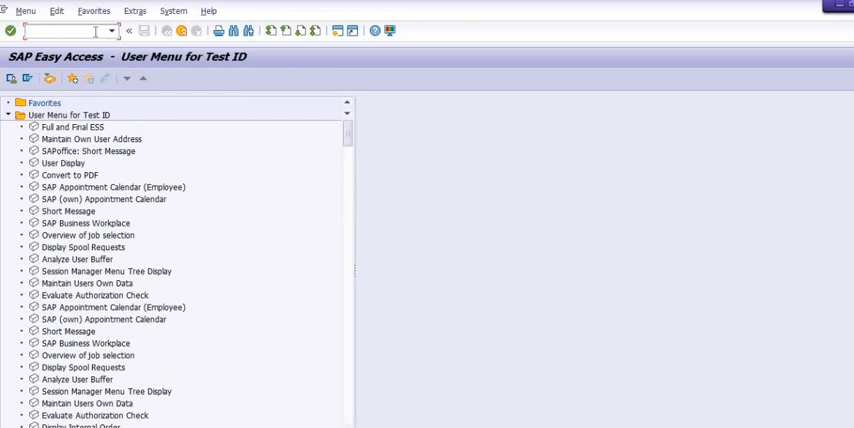 Menu Edit Favorites Extras System Help
SAP Easy Access - User Menu for Test ID
Favorites
User Menu for Test ID
Full and Final ESS
Maintain Own User Address
SAPoffice: Short Message
User Display
Convert to PDF
SAP Appointment Calendar (Employee)
SAP (own) Appointment Calendar
Short Message
SAP Business Workplace
Overview of job selection
Display Spool Requests
Analyze User Buffer
Session Manager Menu Tree Display
Maintain Users Own Data
Evaluate Authorization Check
SAP Appointment Calendar (Employee)
SAP (own) Appointment Calendar
Short Message
SAP Business Workplace
Overview of job selection
Display Spool Requests
Analyze User Buffer
Session Manager Menu Tree Display
Maintain Users Own Data
Evaluate Authorization Check
Display Internal Order